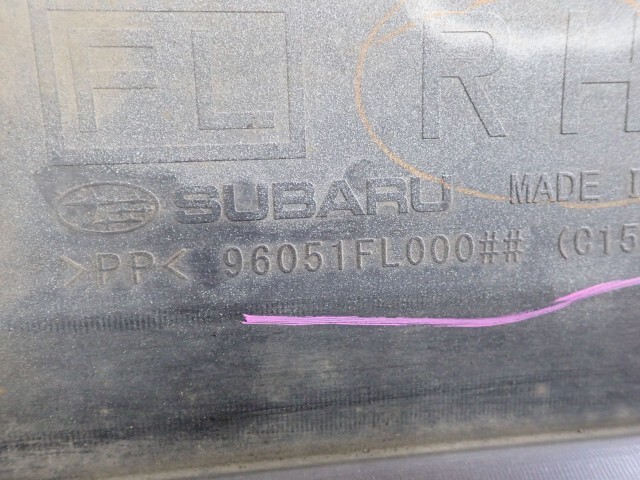 FL RH
SUBARU MADE I
>PP< 96051FL000## (C15